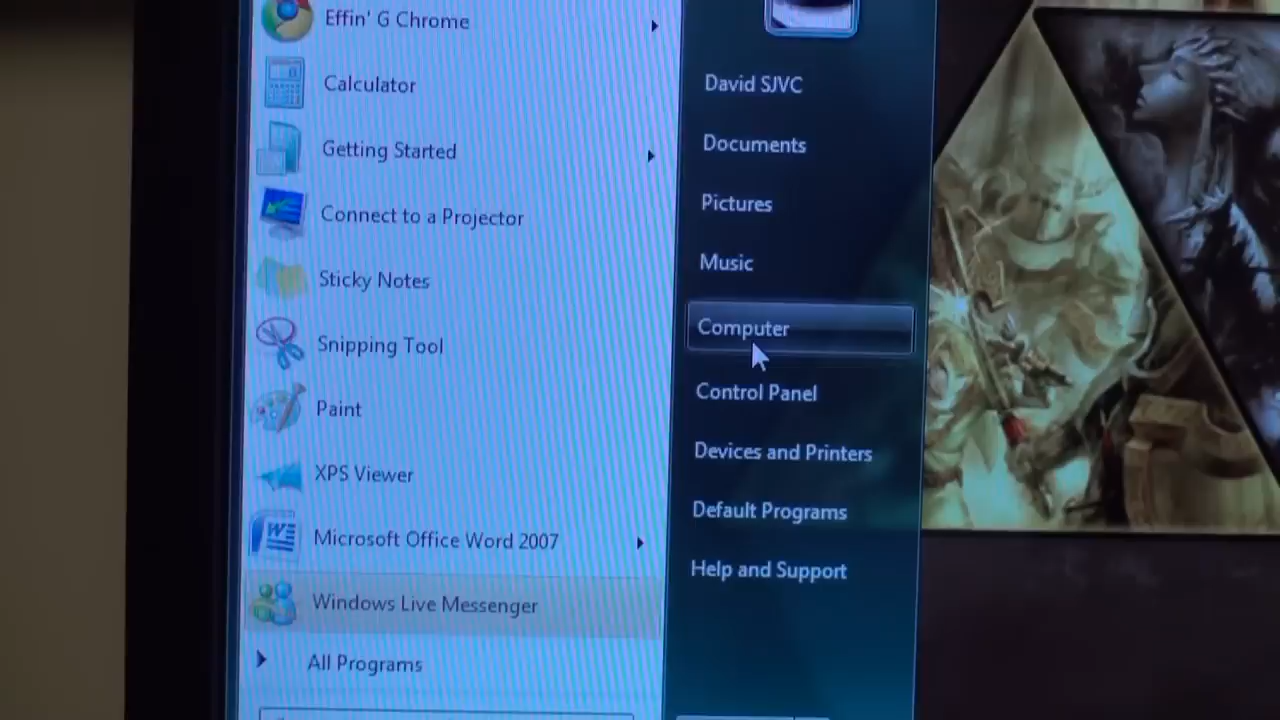 Effin' G Chrome
Calculator
Getting Started
Connect to a Projector
Sticky Notes
Snipping Tool
Paint
XPS Viewer
Microsoft Office Word 2007
Windows Live Messenger
All Programs
David SJVC
Documents
Pictures
Music
Computer
Control Panel
Devices and Printers
Default Programs
Help and Support